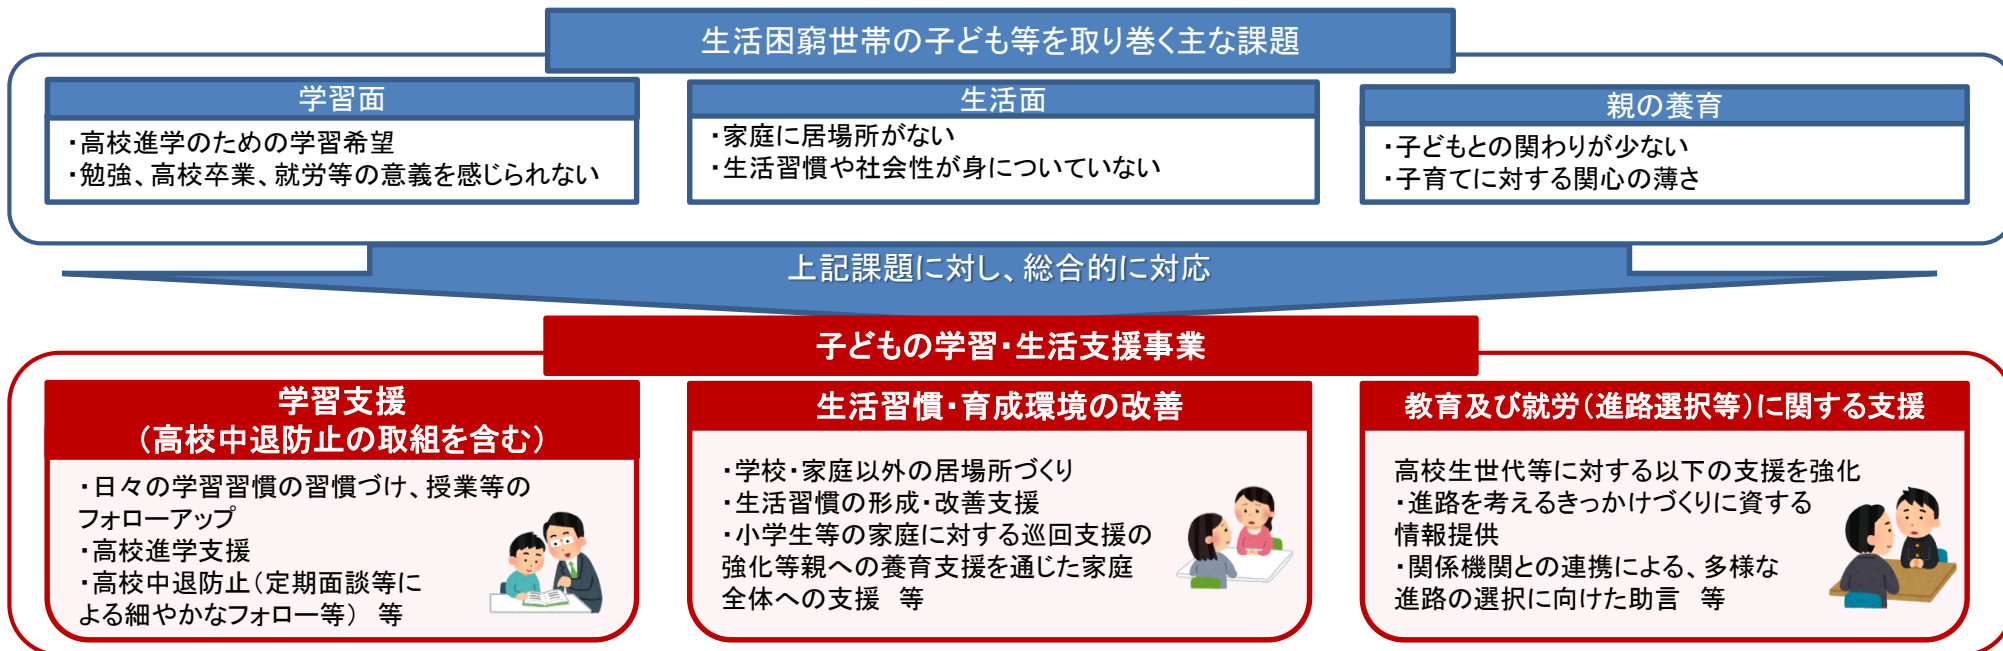 生活困窮世帯の子ども等を取り巻く主な課題
学習面
・高校進学のための学習希望
・勉強、高校卒業、就労等の意義を感じられない
生活面
・家庭に居場所がない
・生活習慣や社会性が身についていない
親の養育
・子どもとの関わりが少ない
・子育てに対する関心の薄さ
上記課題に対し、総合的に対応
子どもの学習・生活支援事業
学習支援
（高校中退防止の取組を含む）
・日々の学習習慣の習慣づけ、授業等の
フォローアップ
・高校進学支援
・高校中退防止（定期面談等に
よる細やかなフォロー等）　等
生活習慣・育成環境の改善
・学校・家庭以外の居場所づくり
・生活習慣の形成・改善支援
・小学生等の家庭に対する巡回支援の
強化等親への養育支援を通じた家庭
全体への支援　等
教育及び就労（進路選択等）に関する支援
高校生世代等に対する以下の支援を強化
・進路を考えるきっかけづくりに資する
情報提供
・関係機関との連携による、多様な
進路の選択に向けた助言　等